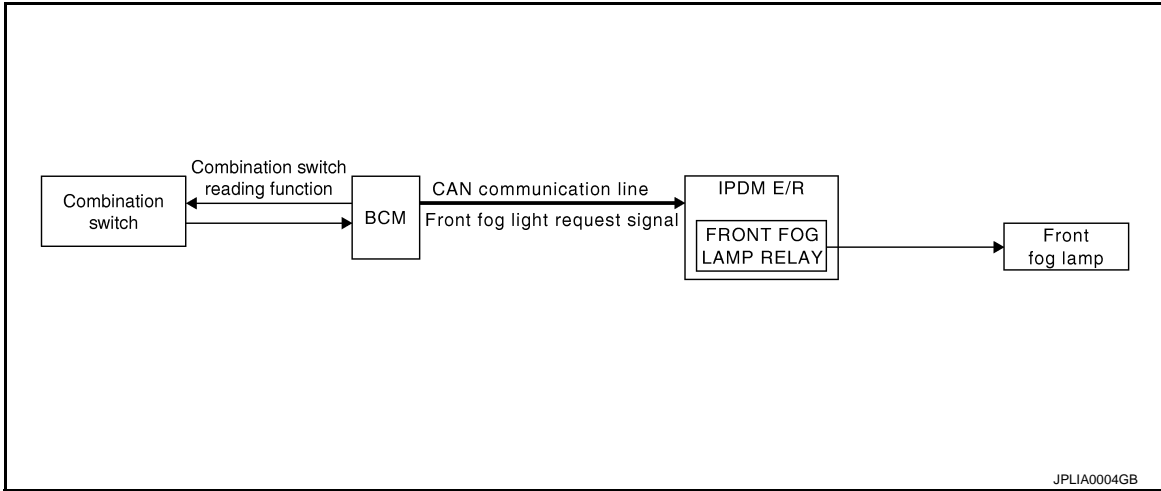 Combination switch
reading function
Combination
switch
BCM
CAN communication line
Front fog light request signal
IPDM E/R
FRONT FOG
LAMP RELAY
Front
fog lamp
JPLIA0004GB